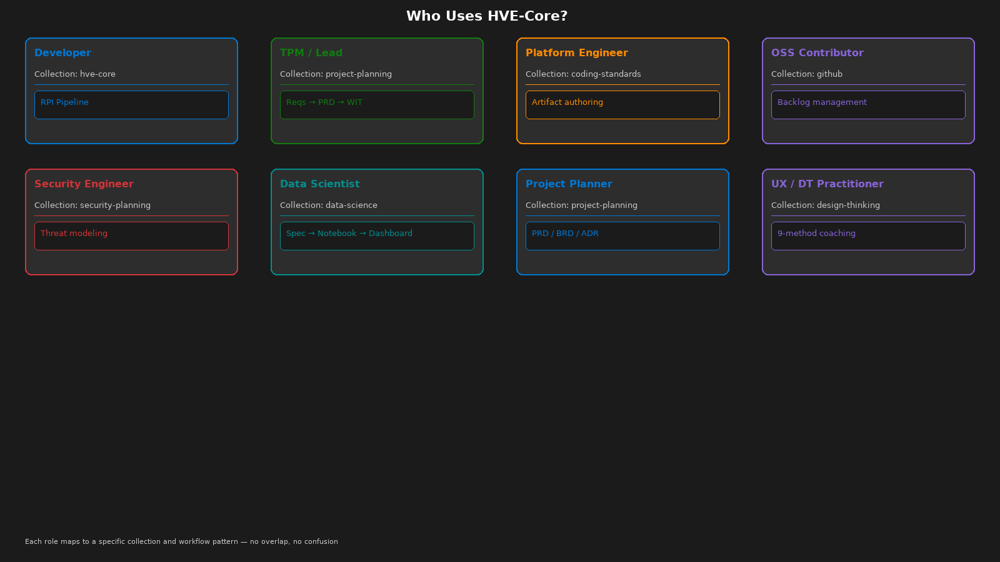 Who Uses HVE-Core?
Developer
Collection: hve-core
RPI Pipeline
TPM / Lead
Collection: project-planning
Reqs → PRD → WIT
Platform Engineer
Collection: coding-standards
Artifact authoring
OSS Contributor
Collection: github
Backlog management
Security Engineer
Collection: security-planning
Threat modeling
Data Scientist
Collection: data-science
Spec → Notebook → Dashboard
Project Planner
Collection: project-planning
PRD / BRD / ADR
UX / DT Practitioner
Collection: design-thinking
9-method coaching
Each role maps to a specific collection and workflow pattern — no overlap, no confusion